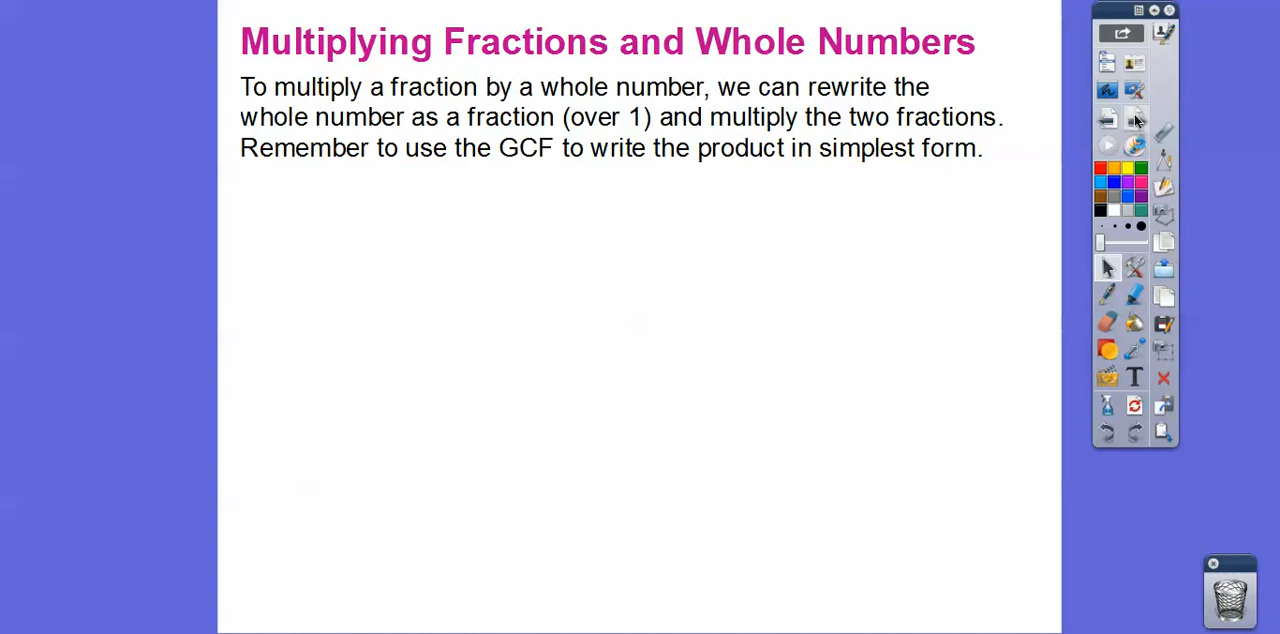 Multiplying Fractions and Whole Numbers
To multiply a fraction by a whole number, we can rewrite the
whole number as a fraction (over 1) and multiply the two fractions.
Remember to use the GCF to write the product in simplest form.
T